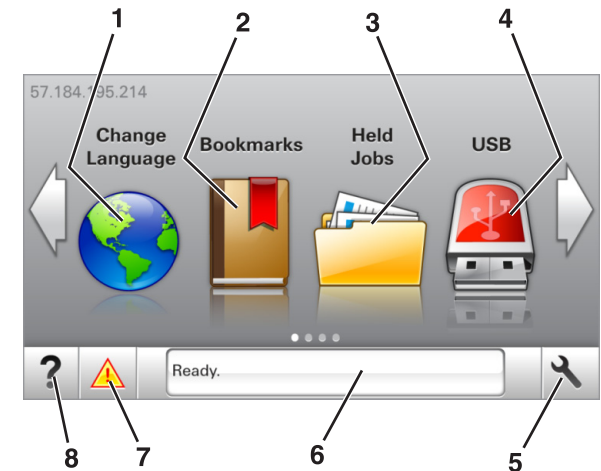 1
2
3
4
57.184.195.214
Change
Language
Bookmarks
Held
Jobs
USB
?
!
Ready.
8
7
6
5